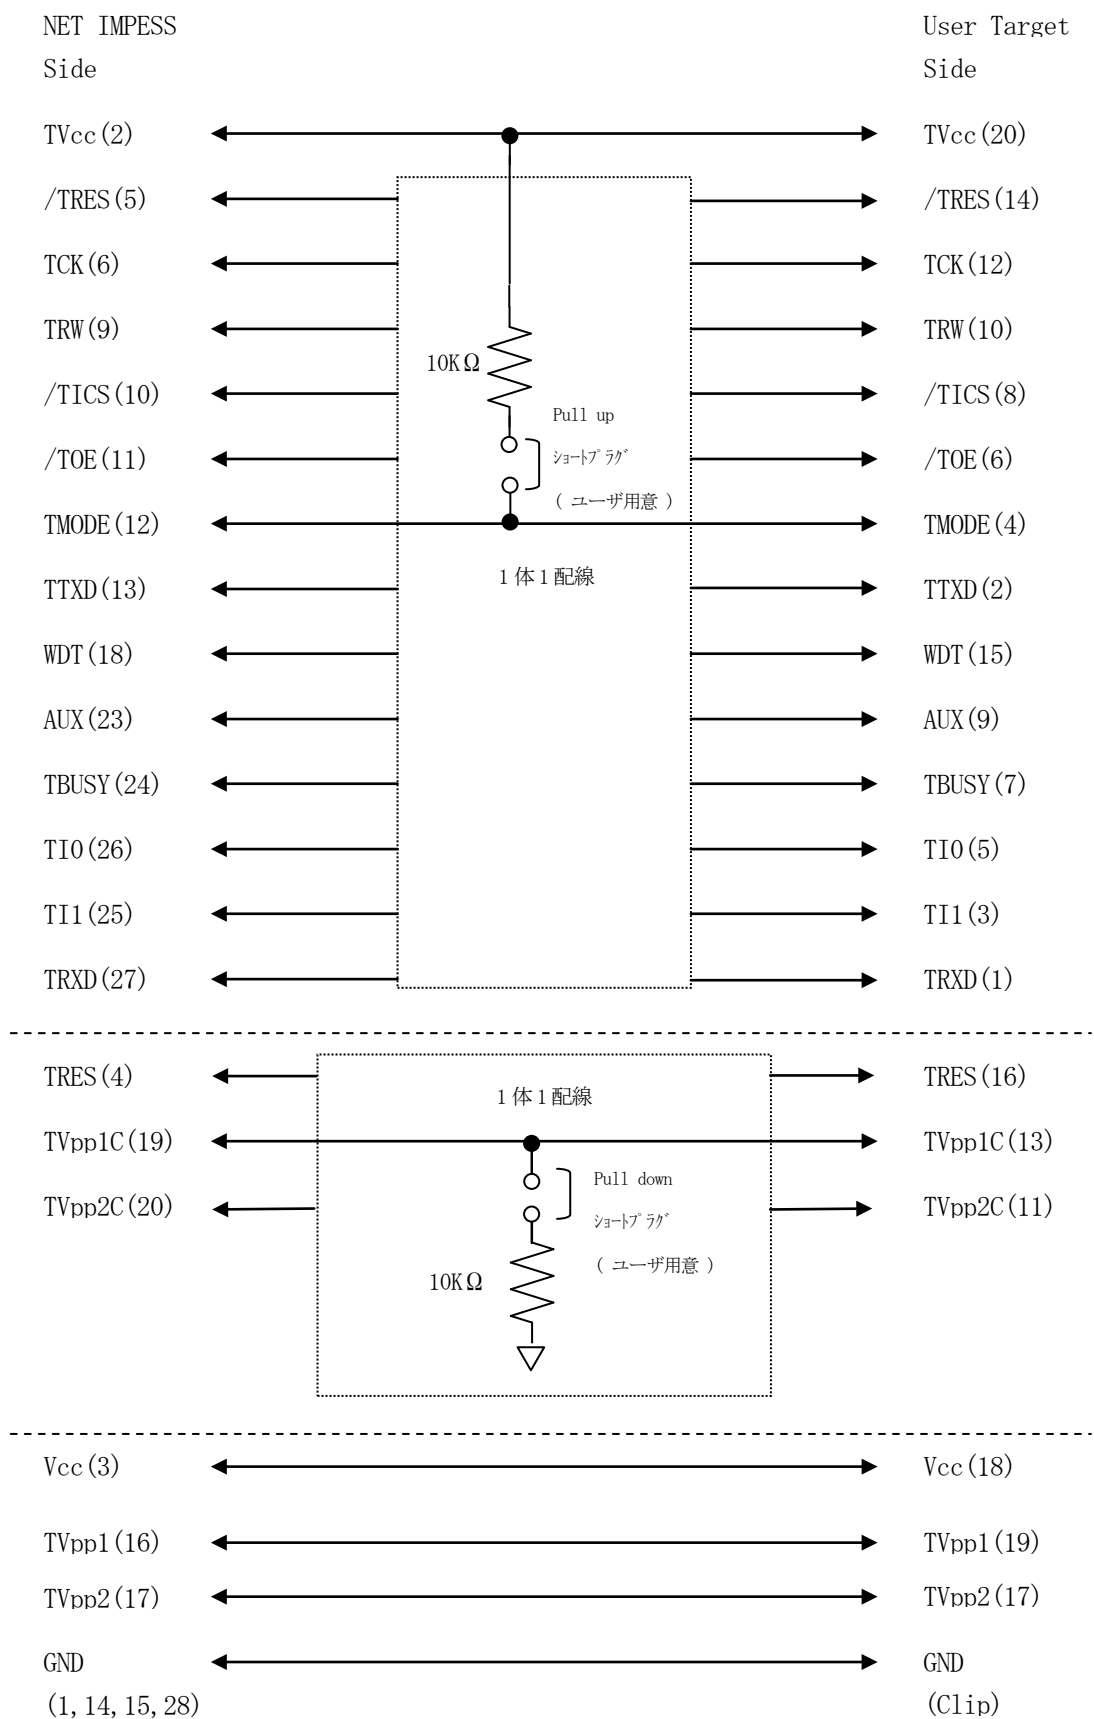 NET IMPESS
Side
User Target
Side
TVcc(2)
TVcc(20)
/TRES(5)
/TRES(14)
TCK(6)
TCK(12)
TRW(9)
TRW(10)
10KΩ
/TICS(10)
/TICS(8)
Pull up
/TOE(11)
ｼｮｰﾄﾌﾟﾗｸﾞ
/TOE(6)
( ユーザ用意 )
TMODE(12)
TMODE(4)
1体1配線
TTXD(13)
TTXD(2)
WDT(18)
WDT(15)
AUX(23)
AUX(9)
TBUSY(24)
TBUSY(7)
TI0(26)
TI0(5)
TI1(25)
TI1(3)
TRXD(27)
TRXD(1)
TRES(4)
TRES(16)
1体1配線
TVpp1C(19)
TVpp1C(13)
Pull down
TVpp2C(20)
TVpp2C(11)
ｼｮｰﾄﾌﾟﾗｸﾞ
( ユーザ用意 )
10KΩ
Vcc(3)
Vcc(18)
TVpp1(16)
TVpp1(19)
TVpp2(17)
TVpp2(17)
GND
(1,14,15,28)
GND
(Clip)